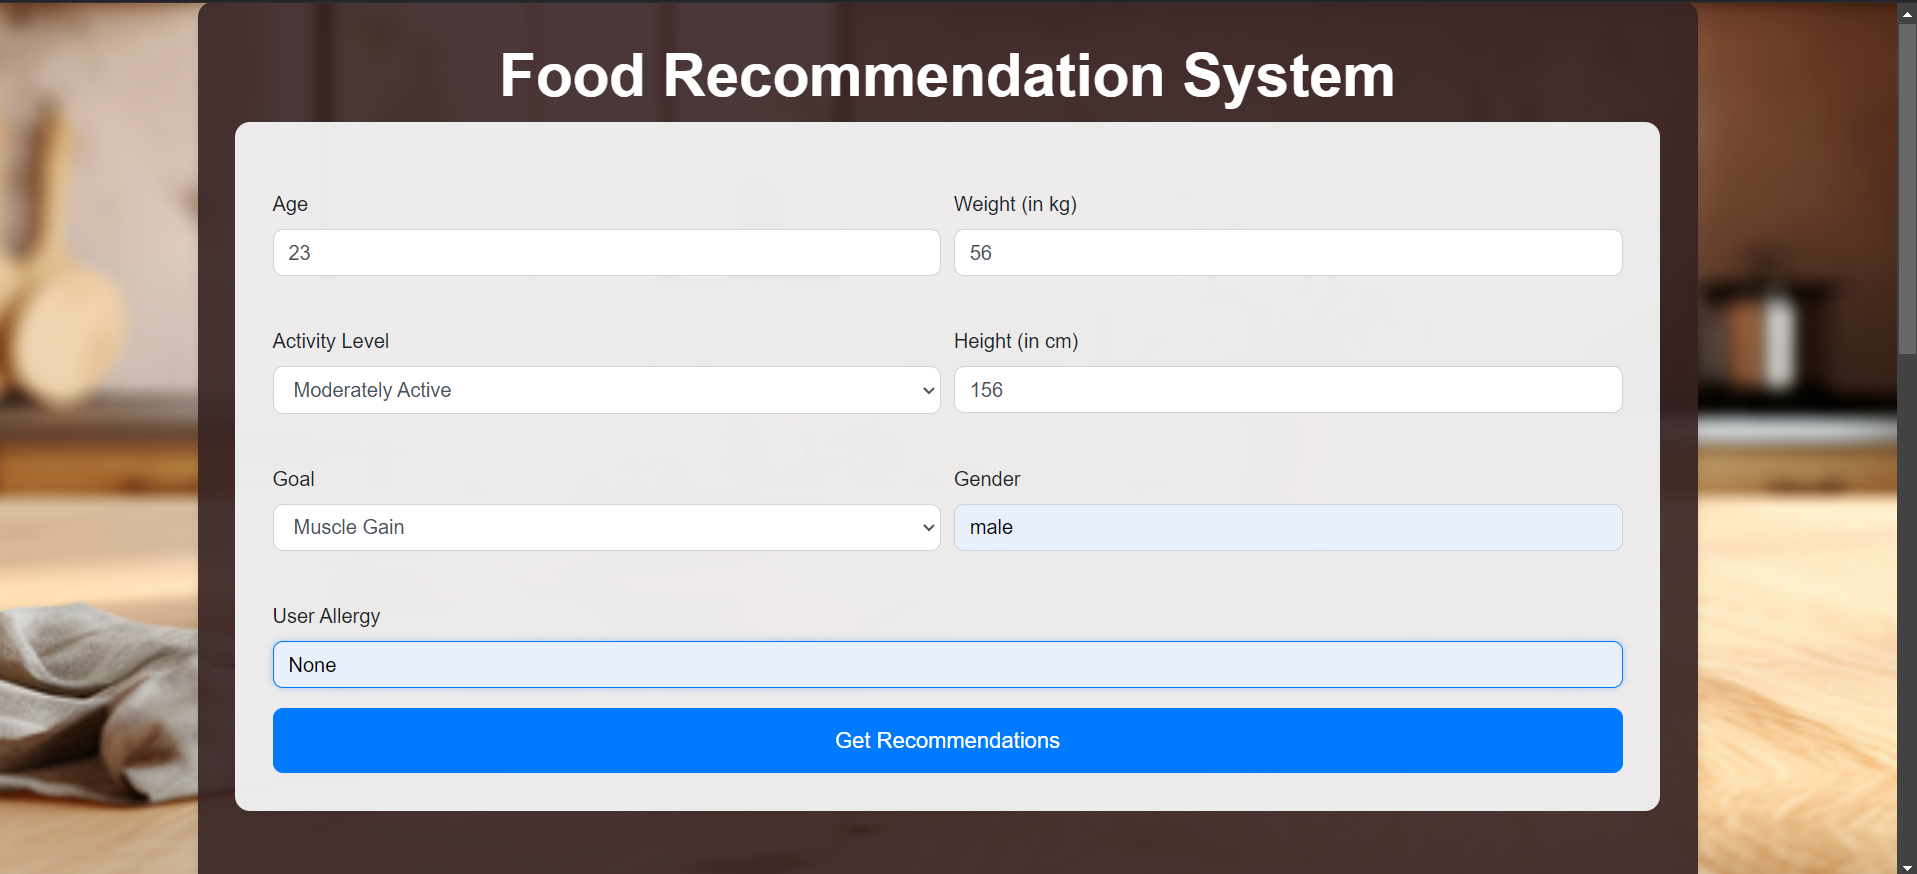 Food Recommendation System
Age
Weight (in kg)
23
56
Activity Level
Height (in cm)
Moderately Active
156
Goal
Gender
Muscle Gain
male
User Allergy
None
Get Recommendations